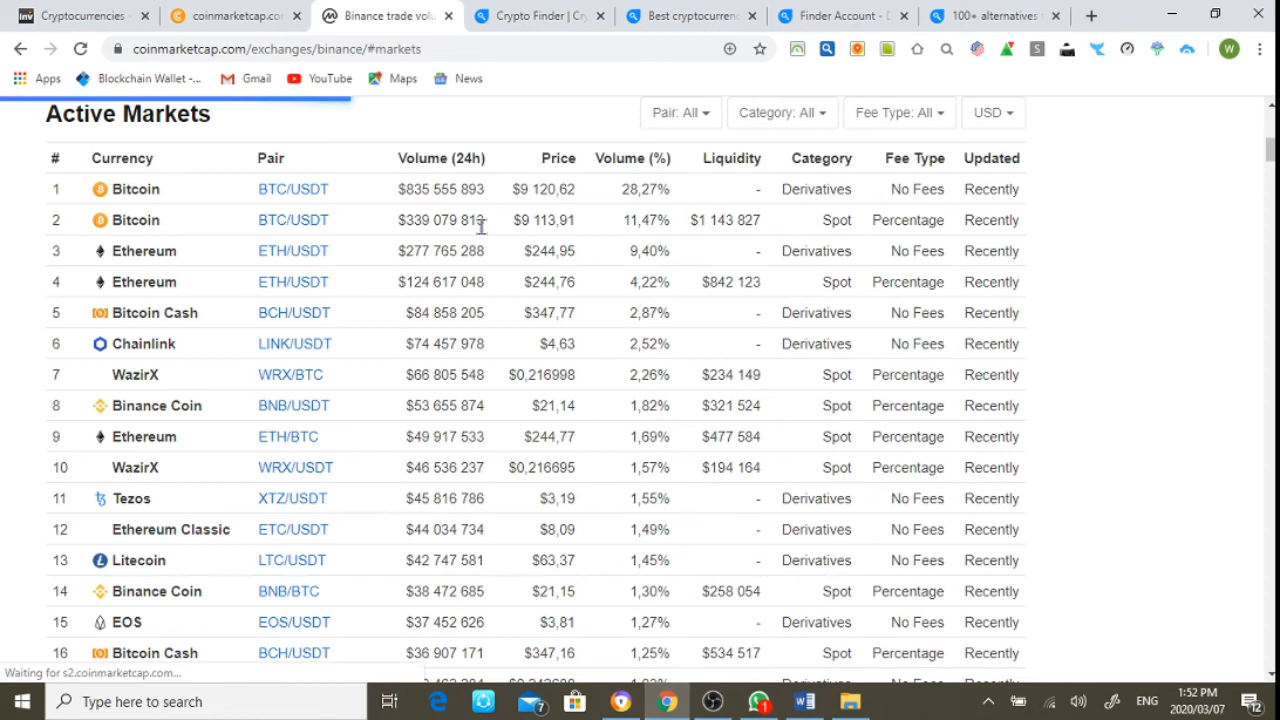 Cryptocurrencies -
coinmarketcap.com/
Binance trade volu
Crypto Finder | Cry
Best cryptocurrenc
Finder Account - D
100+ alternatives t
coinmarketcap.com/exchanges/binance/#markets
W
Apps Blockchain Wallet -... Gmail YouTube Maps News
Active Markets
Pair: All Category: All Fee Type: All USD
# Currency Pair Volume (24h) Price Volume (%) Liquidity Category Fee Type Updated
1 Bitcoin BTC/USDT $835 555 893 $9 120,62 28,27% - Derivatives No Fees Recently
2 Bitcoin BTC/USDT $339 079 813 $9 113,91 11,47% $1 143 827 Spot Percentage Recently
3 Ethereum ETH/USDT $277 765 288 $244,95 9,40% - Derivatives No Fees Recently
4 Ethereum ETH/USDT $124 617 048 $244,76 4,22% $842 123 Spot Percentage Recently
5 Bitcoin Cash BCH/USDT $84 858 205 $347,77 2,87% - Derivatives No Fees Recently
6 Chainlink LINK/USDT $74 457 978 $4,63 2,52% - Derivatives No Fees Recently
7 WazirX WRX/BTC $66 805 548 $0,216998 2,26% $234 149 Spot Percentage Recently
8 Binance Coin BNB/USDT $53 655 874 $21,14 1,82% $321 524 Spot Percentage Recently
9 Ethereum ETH/BTC $49 917 533 $244,77 1,69% $477 584 Spot Percentage Recently
10 WazirX WRX/USDT $46 536 237 $0,216695 1,57% $194 164 Spot Percentage Recently
11 Tezos XTZ/USDT $45 816 786 $3,19 1,55% - Derivatives No Fees Recently
12 Ethereum Classic ETC/USDT $44 034 734 $8,09 1,49% - Derivatives No Fees Recently
13 Litecoin LTC/USDT $42 747 581 $63,37 1,45% - Derivatives No Fees Recently
14 Binance Coin BNB/BTC $38 472 685 $21,15 1,30% $258 054 Spot Percentage Recently
15 EOS EOS/USDT $37 452 626 $3,81 1,27% - Derivatives No Fees Recently
16 Bitcoin Cash BCH/USDT $36 907 171 $347,16 1,25% $534 517 Spot Percentage Recently
Waiting for s2.coinmarketcap.com...
Type here to search
7
1
ENG
1:52 PM
2020/03/07
12